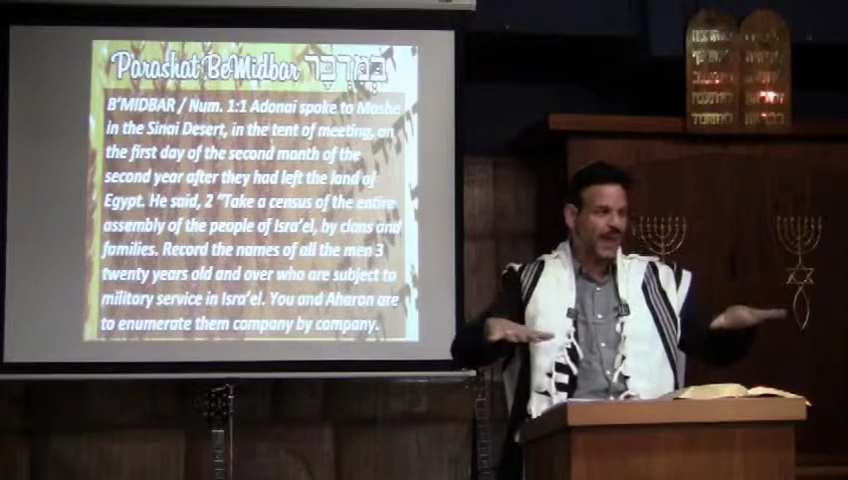 Parashat BeMidbar בְּמִדְבַּר
B'MIDBAR / Num. 1:1 Adonai spoke to Moshe
in the Sinai Desert, in the tent of meeting, on
the first day of the second month of the
second year after they had left the land of
Egypt. He said, 2 "Take a census of the entire
assembly of the people of Isra'el, by clans and
families. Record the names of all the men 3
twenty years old and over who are subject to
military service in Isra'el. You and Aharon are
to enumerate them company by company.